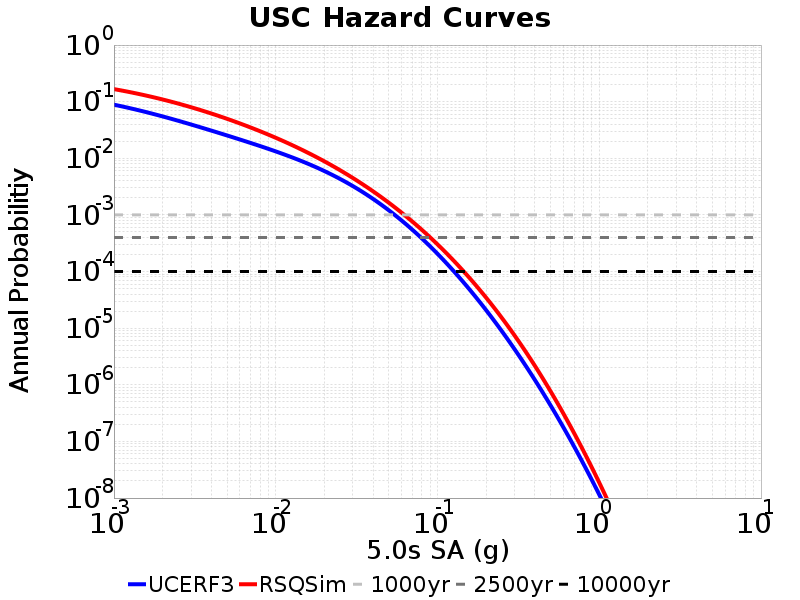 USC Hazard Curves
10^0
10^-1
10^-2
10^-3
10^-4
10^-5
10^-6
10^-7
10^-8
Annual Probabilitiy
10^-3 10^-2 10^-1 10^0 10^1
5.0s SA (g)
UCERF3 RSQSim 1000yr 2500yr 10000yr